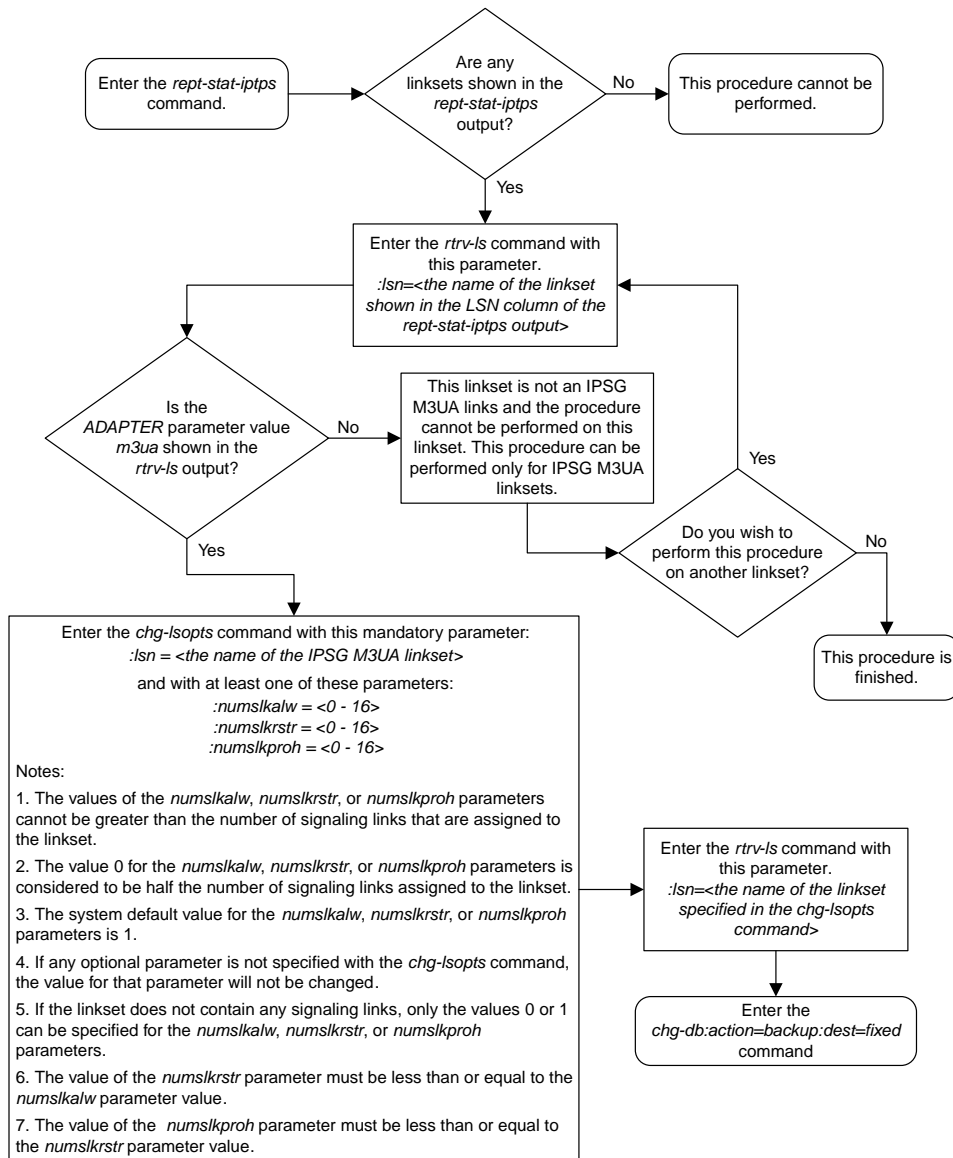 Enter the rept-stat-iptps
command.
Are any
linksets shown in the
rept-stat-iptps
output?
No
This procedure cannot be
performed.
Yes
Enter the rtrv-ls command with
this parameter.
:lsn=<the name of the linkset
shown in the LSN column of the
rept-stat-iptps output>
Is the
ADAPTER parameter value
m3ua shown in the
rtrv-ls output?
No
This linkset is not an IPSG
M3UA links and the procedure
cannot be performed on this
linkset. This procedure can be
performed only for IPSG M3UA
linksets.
Yes
Do you wish to
perform this procedure
on another linkset?
Yes
No
This procedure is
finished.
Enter the chg-lsopts command with this mandatory parameter:
:lsn = <the name of the IPSG M3UA linkset>
and with at least one of these parameters:
:numslkalw = <0 - 16>
:numslkrstr = <0 - 16>
:numslkproh = <0 - 16>
Notes:
1. The values of the numslkalw, numslkrstr, or numslkproh parameters
cannot be greater than the number of signaling links that are assigned to
the linkset.
2. The value 0 for the numslkalw, numslkrstr, or numslkproh parameters is
considered to be half the number of signaling links assigned to the linkset.
3. The system default value for the numslkalw, numslkrstr, or numslkproh
parameters is 1.
4. If any optional parameter is not specified with the chg-lsopts command,
the value for that parameter will not be changed.
5. If the linkset does not contain any signaling links, only the values 0 or 1
can be specified for the numslkalw, numslkrstr, or numslkproh
parameters.
6. The value of the numslkrstr parameter must be less than or equal to the
numslkalw parameter value.
7. The value of the numslkproh parameter must be less than or equal to
the numslkrstr parameter value.
Enter the rtrv-ls command with
this parameter.
:lsn=<the name of the linkset
specified in the chg-lsopts
command>
Enter the
chg-db:action=backup:dest=fixed
command